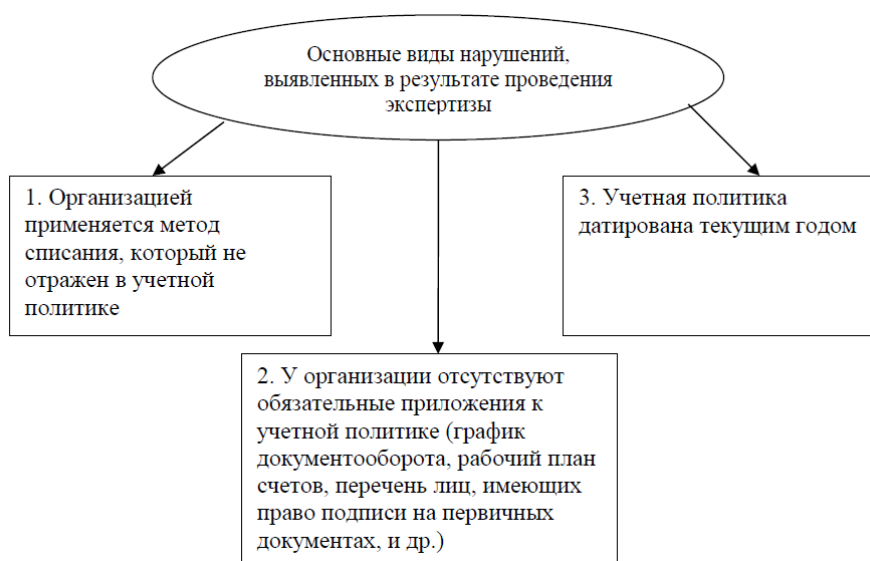 Основные виды нарушений,
выявленных в результате проведения
экспертизы
1. Организацией
применяется метод
списания, который не
отражен в учетной
политике
2. У организации отсутствуют
обязательные приложения к
учетной политике (график
документооборота, рабочий план
счетов, перечень лиц, имеющих
право подписи на первичных
документах, и др.)
3. Учетная политика
датирована текущим годом